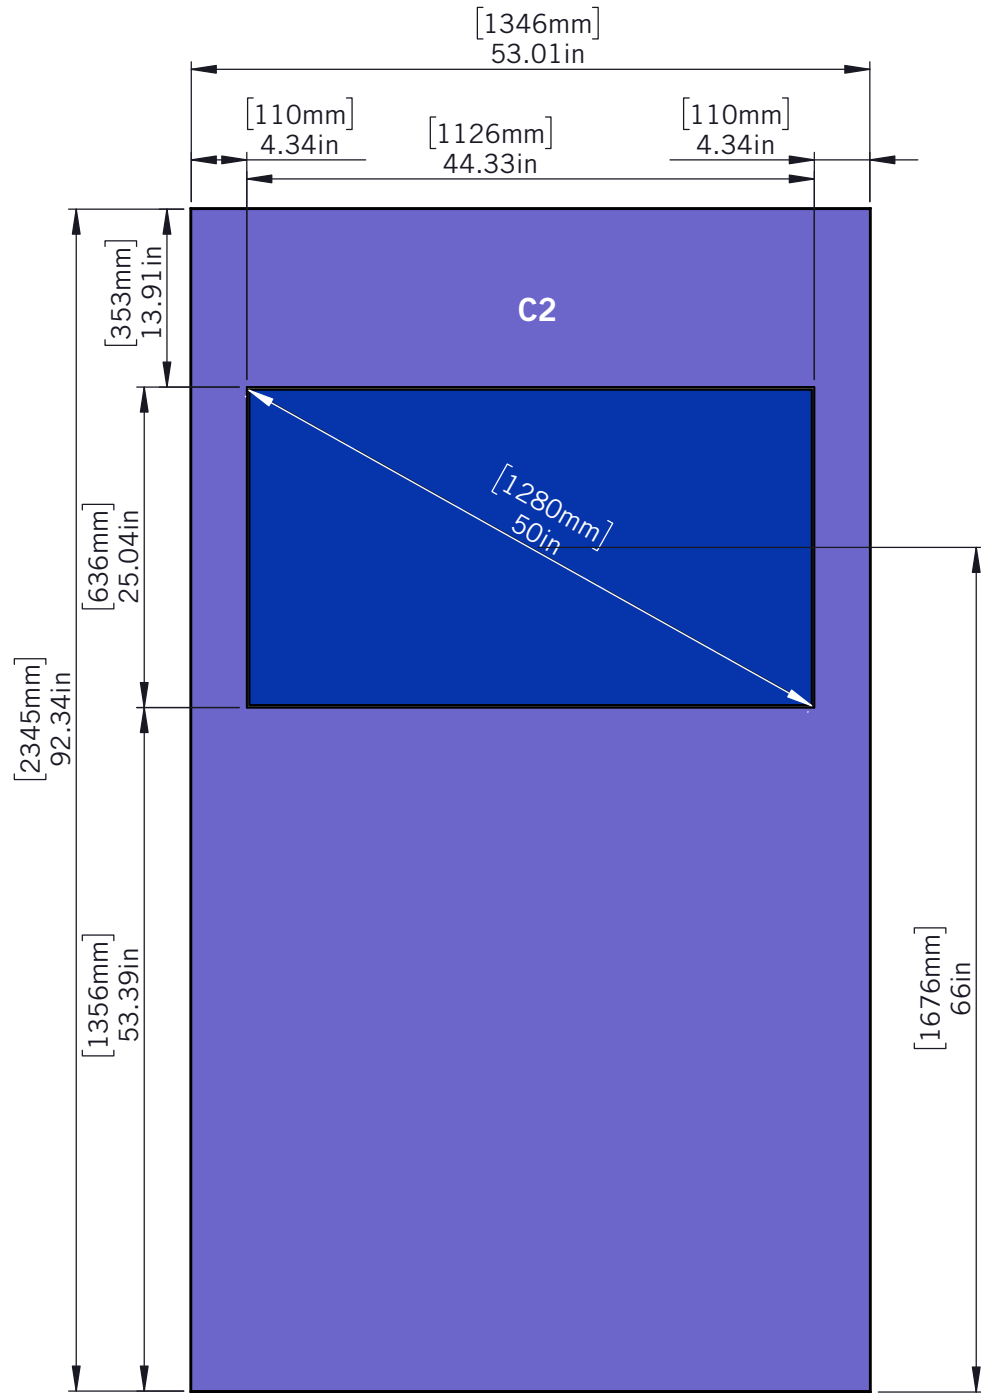 [1346mm]
53.01in
[110mm]
4.34in
[1126mm]
44.33in
[110mm]
4.34in
[353mm]
13.91in
C2
[1280mm]
50in
[636mm]
25.04in
[2345mm]
92.34in
[1356mm]
53.39in
[1676mm]
66in